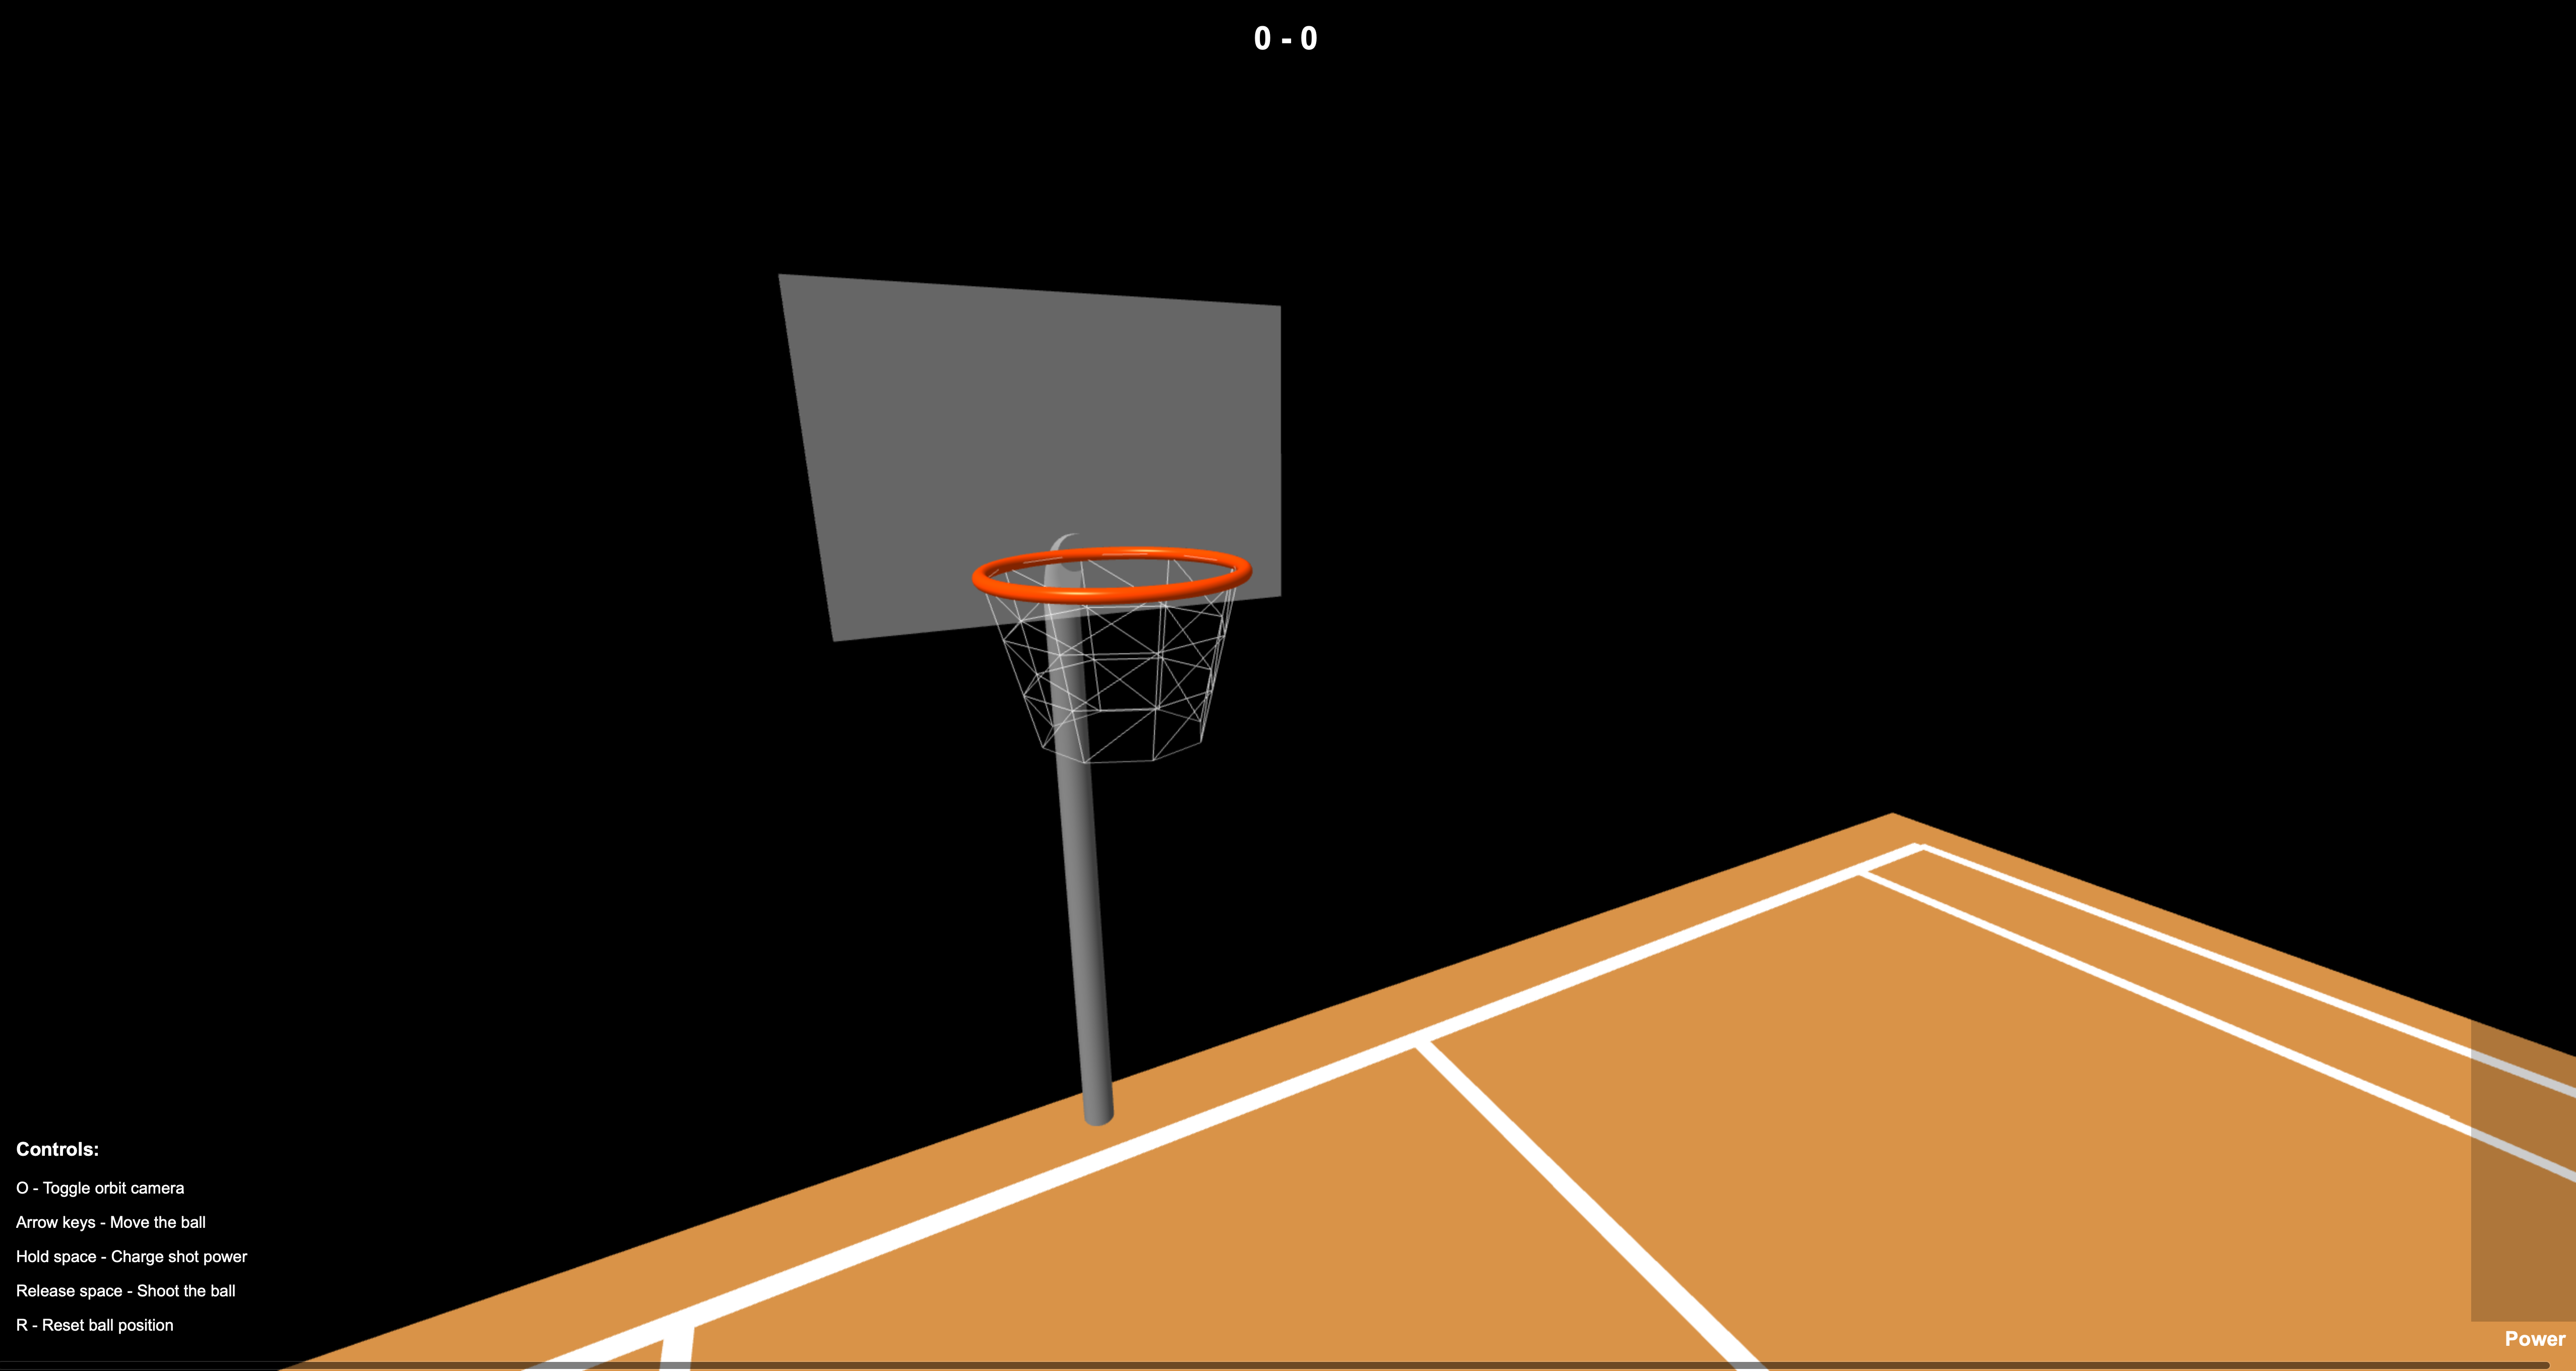 0 - 0
Controls:
O - Toggle orbit camera
Arrow keys - Move the ball
Hold space - Charge shot power
Release space - Shoot the ball
R - Reset ball position
Power